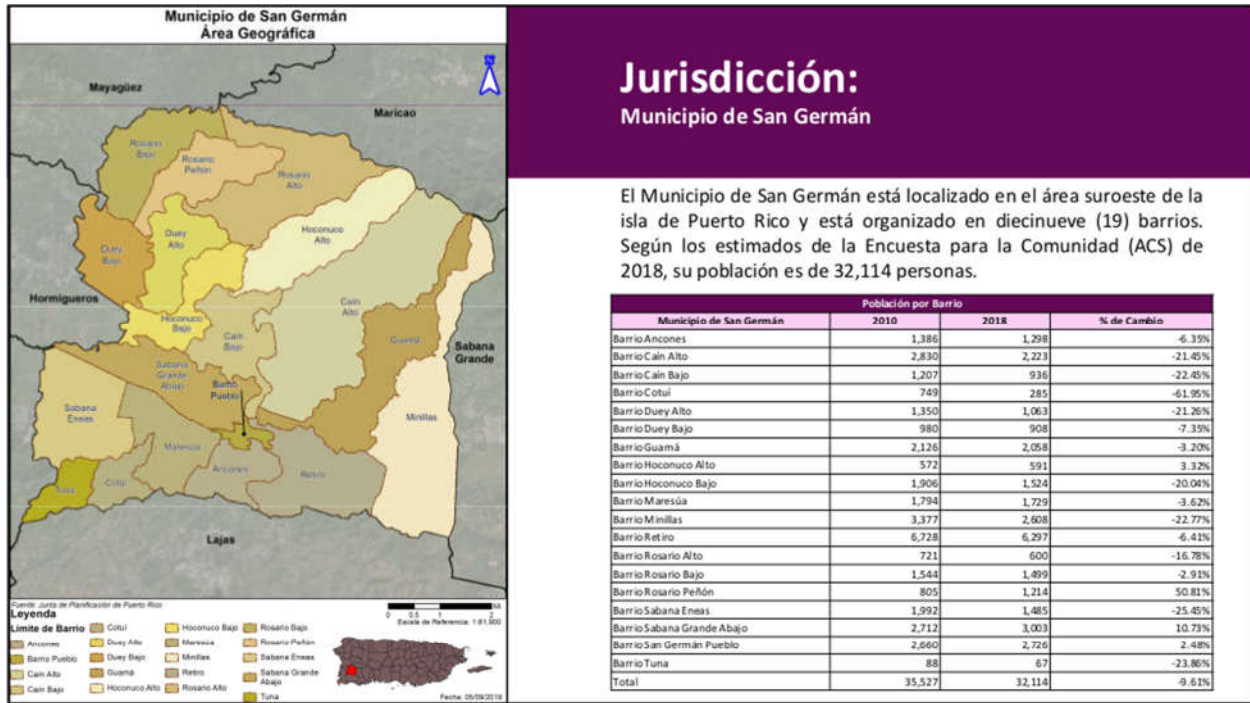 Municipio de San Germán
Área Geográfica
Mayagüez
Maricao
Rosario
Bajo
Rosario
Peñón
Rosario
Alto
Duey
Alto
Duey
Bajo
Hoconuco
Alto
Hormigueros
Hoconuco
Bajo
Caín
Alto
Caín
Bajo
Guamá
Sabana
Grande
Sabana
Grande
Abajo
Barrio
Pueblo
Sabana
Eneas
Minillas
Maresúa
Ancones
Retiro
Tuna
Cotuí
Lajas
Fuente: Junta de Planificación de Puerto Rico
Leyenda
Límite de Barrio
Ancones
Barrio Pueblo
Caín Alto
Caín Bajo
Cotuí
Duey Alto
Duey Bajo
Guamá
Hoconuco Alto
Hoconuco Bajo
Maresúa
Minillas
Retiro
Rosario Alto
Rosario Bajo
Rosario Peñón
Sabana Eneas
Sabana Grande
Abajo
Tuna
0 0.5 1 2
Escala de Referencia: 1:81,900
Fecha: 05/09/2019
Jurisdicción:
Municipio de San Germán
El Municipio de San Germán está localizado en el área suroeste de la
isla de Puerto Rico y está organizado en diecinueve (19) barrios.
Según los estimados de la Encuesta para la Comunidad (ACS) de
2018, su población es de 32,114 personas.
Población por Barrio
Municipio de San Germán 2010 2018 % de Cambio
Barrio Ancones 1,386 1,298 -6.35%
Barrio Caín Alto 2,830 2,223 -21.45%
Barrio Caín Bajo 1,207 936 -22.45%
Barrio Cotuí 749 285 -61.95%
Barrio Duey Alto 1,350 1,063 -21.26%
Barrio Duey Bajo 980 908 -7.35%
Barrio Guamá 2,126 2,058 -3.20%
Barrio Hoconuco Alto 572 591 3.32%
Barrio Hoconuco Bajo 1,906 1,524 -20.04%
Barrio Maresúa 1,794 1,729 -3.62%
Barrio Minillas 3,377 2,608 -22.77%
Barrio Retiro 6,728 6,297 -6.41%
Barrio Rosario Alto 721 600 -16.78%
Barrio Rosario Bajo 1,544 1,499 -2.91%
Barrio Rosario Peñón 805 1,214 50.81%
Barrio Sabana Eneas 1,992 1,485 -25.45%
Barrio Sabana Grande Abajo 2,712 3,003 10.73%
Barrio San Germán Pueblo 2,660 2,726 2.48%
Barrio Tuna 88 67 -23.86%
Total 35,527 32,114 -9.61%